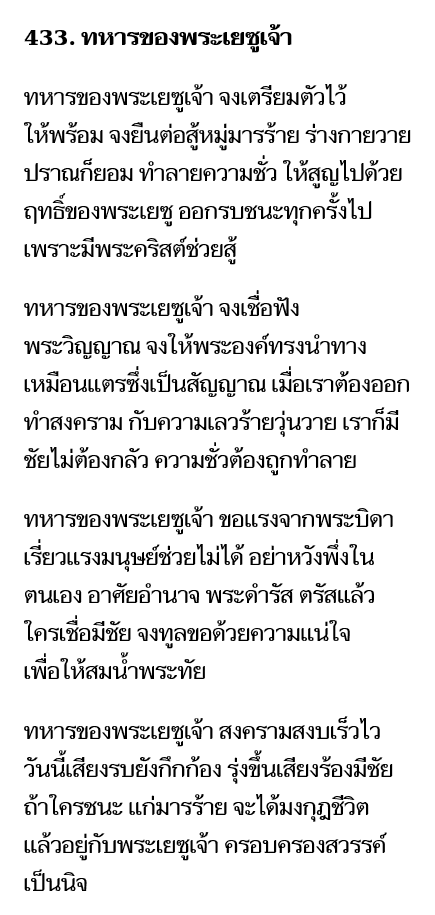 433. ทหารของพระเยซูเจ้า
ทหารของพระเยซูเจ้า จงเตรียมตัวไว้
ให้พร้อม จงยืนต่อสู้หมู่มารร้าย ร่างกายวาย
ปราณก็ยอม ทำลายความชั่ว ให้สูญไปด้วย
ฤทธิ์ของพระเยซู ออกรบชนะทุกครั้งไป
เพราะมีพระคริสต์ช่วยสู้
ทหารของพระเยซูเจ้า จงเชื่อฟัง
พระวิญญาณ จงให้พระองค์ทรงนำทาง
เหมือนแตรซึ่งเป็นสัญญาณ เมื่อเราต้องออก
ทำสงคราม กับความเลวร้ายวุ่นวาย เราก็มี
ชัยไม่ต้องกลัว ความชั่วต้องถูกทำลาย
ทหารของพระเยซูเจ้า ขอแรงจากพระบิดา
เรี่ยวแรงมนุษย์ช่วยไม่ได้ อย่าหวังพึ่งใน
ตนเอง อาศัยอำนาจ พระดำรัส ตรัสแล้ว
ใครเชื่อมีชัย จงทูลขอด้วยความแน่ใจ
เพื่อให้สมน้ำพระทัย
ทหารของพระเยซูเจ้า สงครามสงบเร็วไว
วันนี้เสียงรบยังกึกก้อง รุ่งขึ้นเสียงร้องมีชัย
ถ้าใครชนะ แก่มารร้าย จะได้มงกุฎชีวิต
แล้วอยู่กับพระเยซูเจ้า ครอบครองสวรรค์
เป็นนิจ